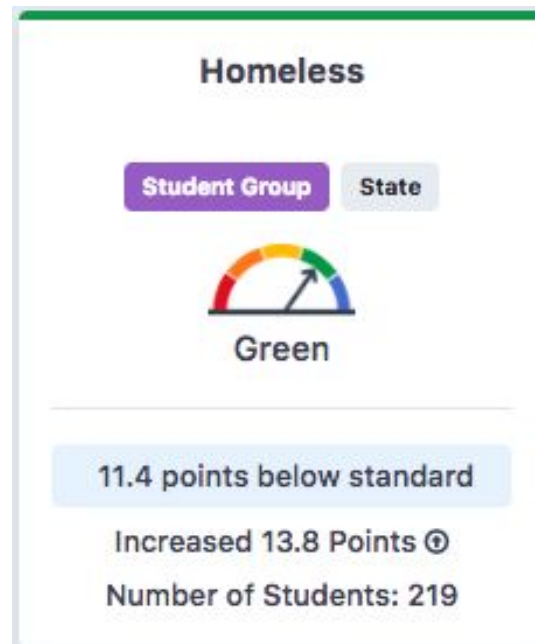 Homeless
Student Group State
Green
11.4 points below standard
Increased 13.8 Points
Number of Students: 219